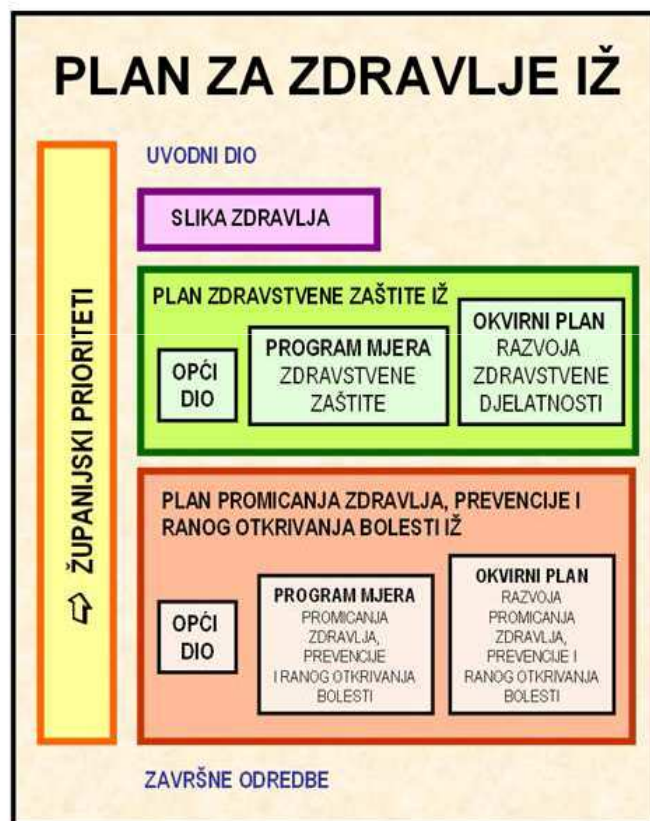 PLAN ZA ZDRAVLJE IŽ
ŽUPANIJSKI PRIORITETI
UVODNI DIO
SLIKA ZDRAVLJA
PLAN ZDRAVSTVENE ZAŠTITE IŽ
OPĆI
DIO
PROGRAM MJERA
ZDRAVSTVENE
ZAŠTITE
OKVIRNI PLAN
RAZVOJA
ZDRAVSTVENE
DJELATNOSTI
PLAN PROMICANJA ZDRAVLJA, PREVENCIJE I
RANOG OTKRIVANJA BOLESTI IŽ
OPĆI
DIO
PROGRAM MJERA
PROMICANJA
ZDRAVLJA,
PREVENCIJE
I RANOG OTKRIVANJA
BOLESTI
OKVIRNI PLAN
RAZVOJA
PROMICANJA
ZDRAVLJA,
PREVENCIJE I
RANOG OTKRIVANJA
BOLESTI
ZAVRŠNE ODREDBE